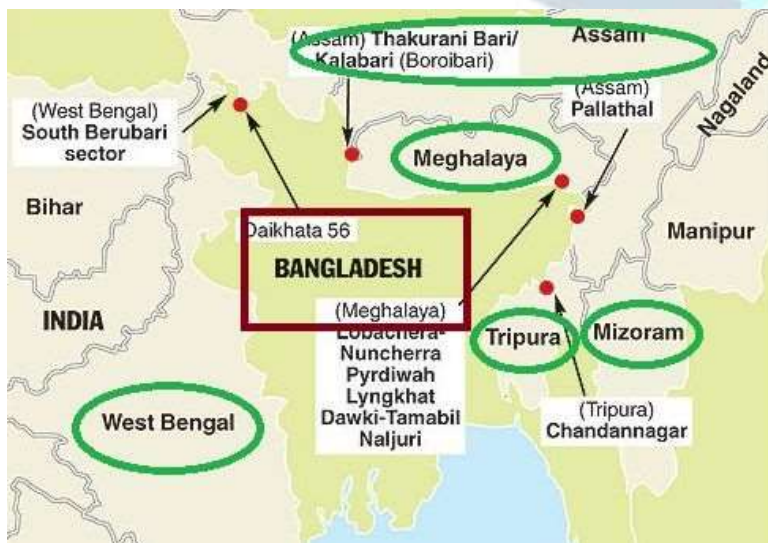 (Assam) Thakurani Bari/
Kalabari (Boroibari)
Assam
(Assam)
Pallathal
Nagaland
(West Bengal)
South Berubari
sector
Meghalaya
Bihar
Daikhata 56
Manipur
BANGLADESH
INDIA
(Meghalaya)
Lobachera-
Nuncherra
Pyrdiwah
Lyngkhat
Dawki-Tamabil
Naljuri
Tripura
Mizoram
West Bengal
(Tripura)
Chandannagar